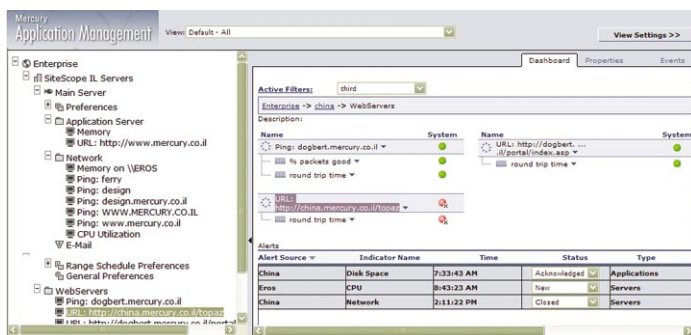 Mercury
Application Management
View: Default - All
View Settings >>
Enterprise
SiteScope IL Servers
Main Server
Preferences
Application Server
Memory
URL: http://www.mercury.co.il
Network
Memory on \\EROS
Ping: ferry
Ping: design
Ping: design.mercury.co.il
Ping: WWW.MERCURY.CO.IL
Ping: www.mercury.co.il
CPU Utilization
E-Mail
Range Schedule Preferences
General Preferences
WebServers
Ping: dogbert.mercury.co.il
URL: http://china.mercury.co.il/topaz
URL: http://dogbert.mercury.co.il/portal
Dashboard Properties Events
Active Filters: third
Enterprise -> china -> WebServers
Description:
Name System
Ping: dogbert.mercury.co.il
% packets good
round trip time
URL:
http://china.mercury.co.il/topaz
round trip time
Name System
URL: http://dogbert. ...
.il/portal/index.asp
round trip time
Alerts
Alert Source Indicator Name Time Status Type
China Disk Space 7:33:43 AM Acknowledged Applications
Eros CPU 8:43:23 AM New Servers
China Network 2:11:22 PM Closed Servers